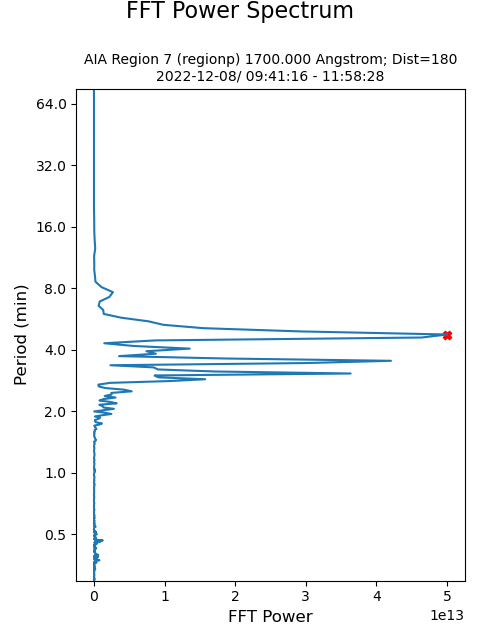 FFT Power Spectrum
AIA Region 7 (regionp) 1700.000 Angstrom; Dist=180
2022-12-08/ 09:41:16 - 11:58:28
64.0
32.0
16.0
8.0
4.0
2.0
1.0
0.5
Period (min)
0 1 2 3 4 5
1e13
FFT Power